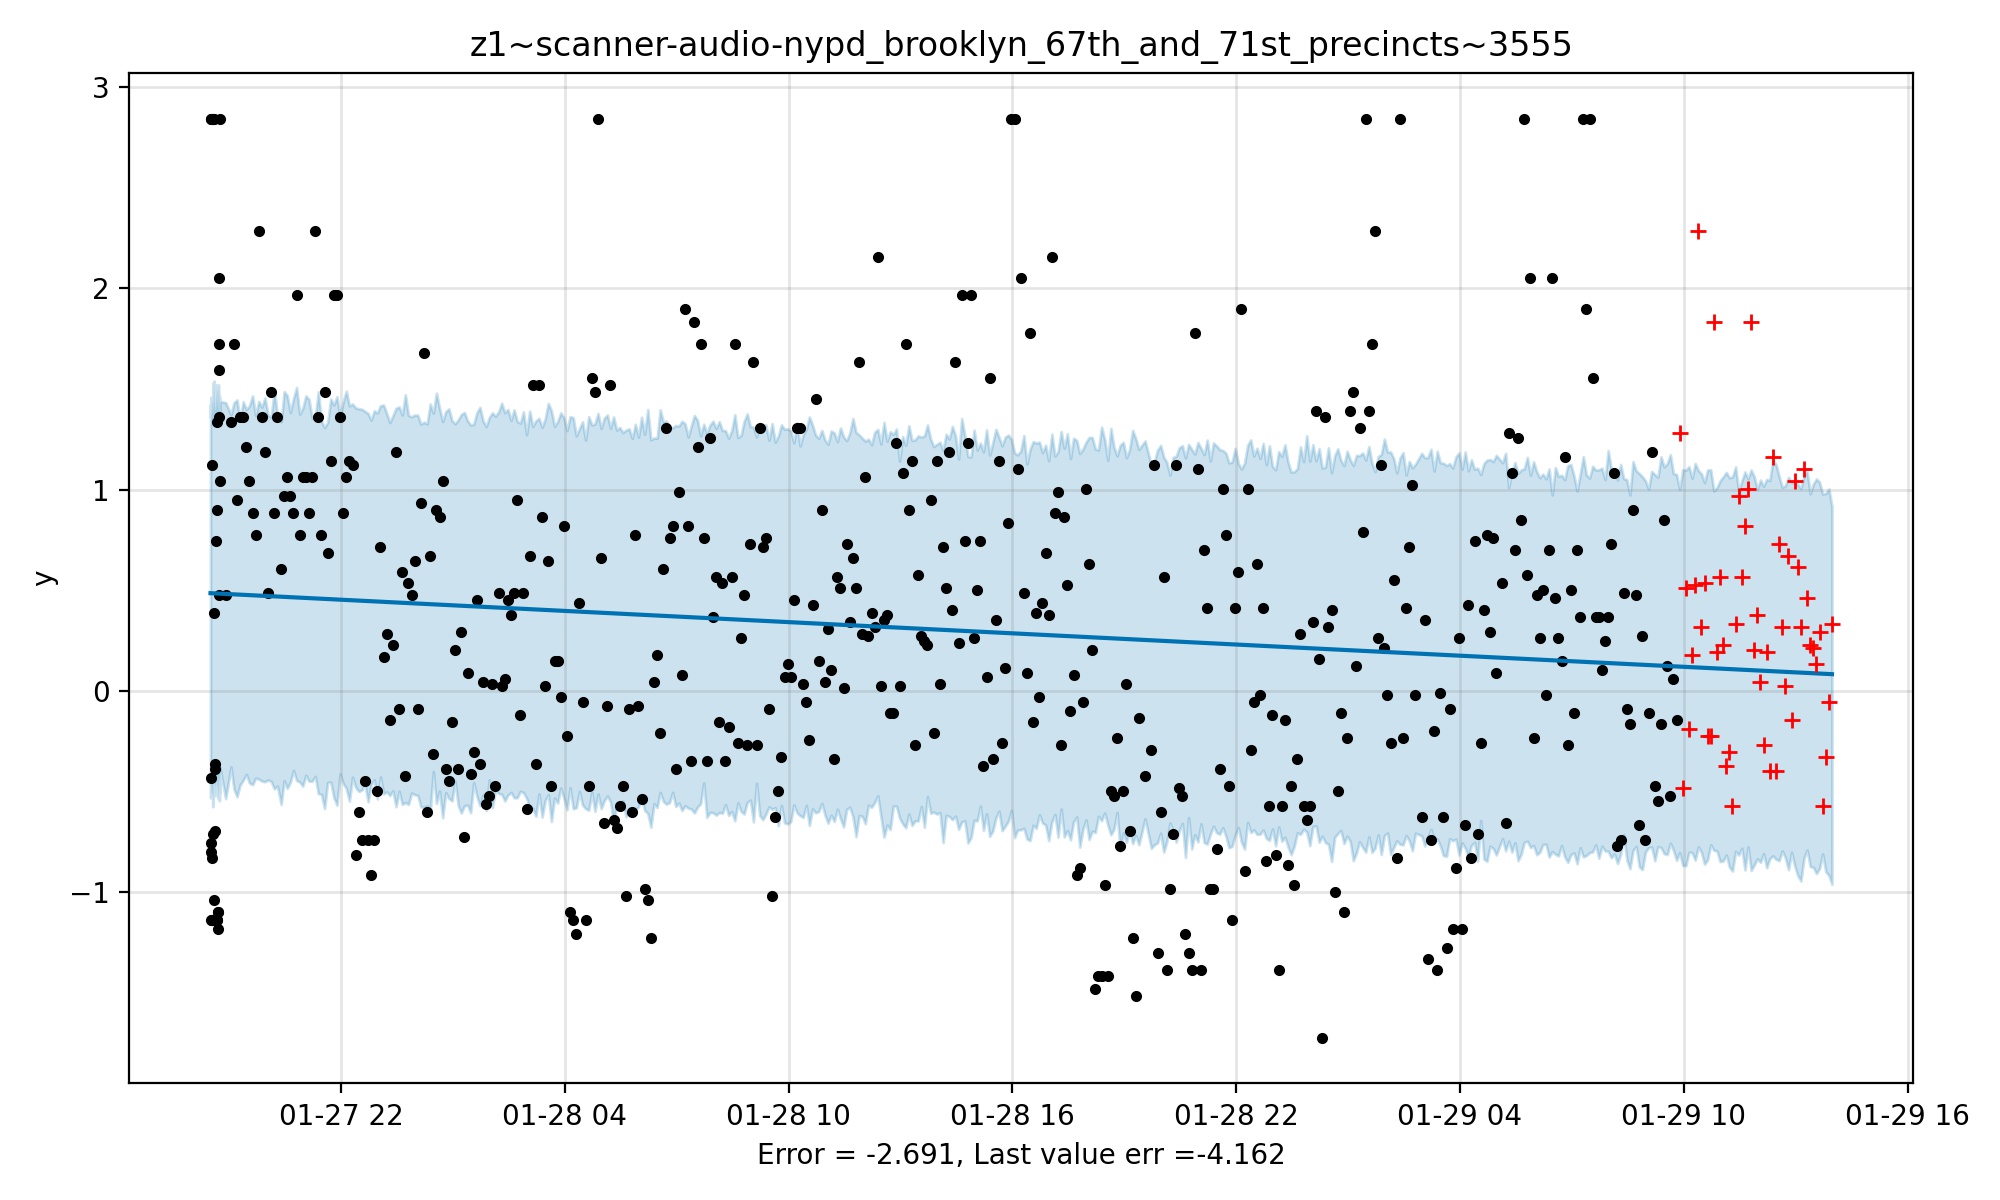 z1~scanner-audio-nypd_brooklyn_67th_and_71st_precincts~3555
3
2
1
0
−1
y
01-27 22 01-28 04 01-28 10 01-28 16 01-28 22 01-29 04 01-29 10 01-29 16
Error = -2.691, Last value err =-4.162